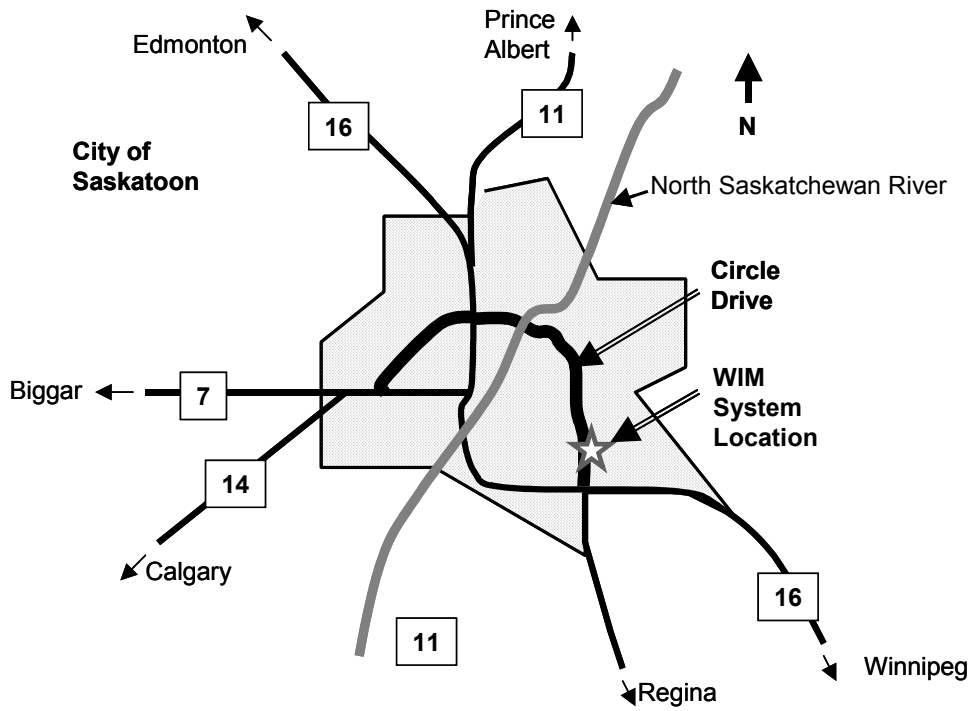 Prince
Albert
Edmonton
11
16
N
City of
Saskatoon
North Saskatchewan River
Circle
Drive
WIM
System
Location
Biggar
7
14
Calgary
16
11
Winnipeg
Regina